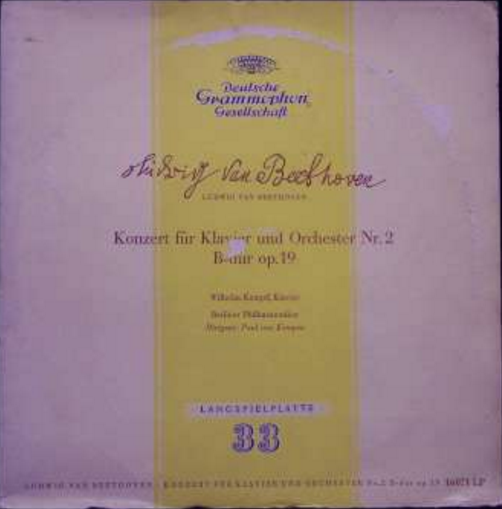 Deutsche
Grammophon
Gesellschaft
Ludwig van Beethoven
LUDWIG VAN BEETHOVEN
Konzert für Klavier und Orchester Nr. 2
B-dur op. 19
Wilhelm Kempff, Klavier
Berliner Philharmoniker
Dirigent: Paul van Kempen
LANGSPIELPLATTE
33
LUDWIG VAN BEETHOVEN · KONZERT FÜR KLAVIER UND ORCHESTER Nr. 2 B-dur op. 19 16071 LP